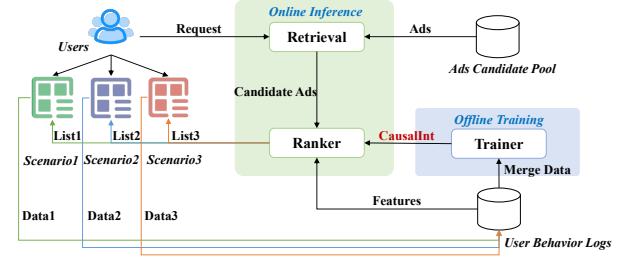 Online Inference
Request
Retrieval
Ads
Users
Ads Candidate Pool
Candidate Ads
Offline Training
List1
List2
List3
Ranker
CausalInt
Trainer
Scenario1
Scenario2
Scenario3
Merge Data
Features
Data1
Data2
Data3
User Behavior Logs